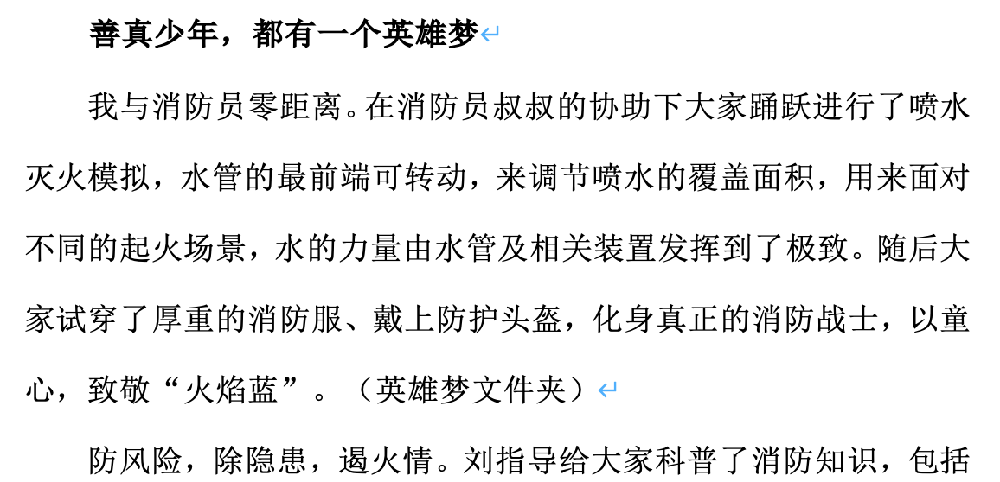 善真少年，都有一个英雄梦
我与消防员零距离。在消防员叔叔的协助下大家踊跃进行了喷水
灭火模拟，水管的最前端可转动，来调节喷水的覆盖面积，用来面对
不同的起火场景，水的力量由水管及相关装置发挥到了极致。随后大
家试穿了厚重的消防服、戴上防护头盔，化身真正的消防战士，以童
心，致敬“火焰蓝”。（英雄梦文件夹）
防风险，除隐患，遏火情。刘指导给大家科普了消防知识，包括